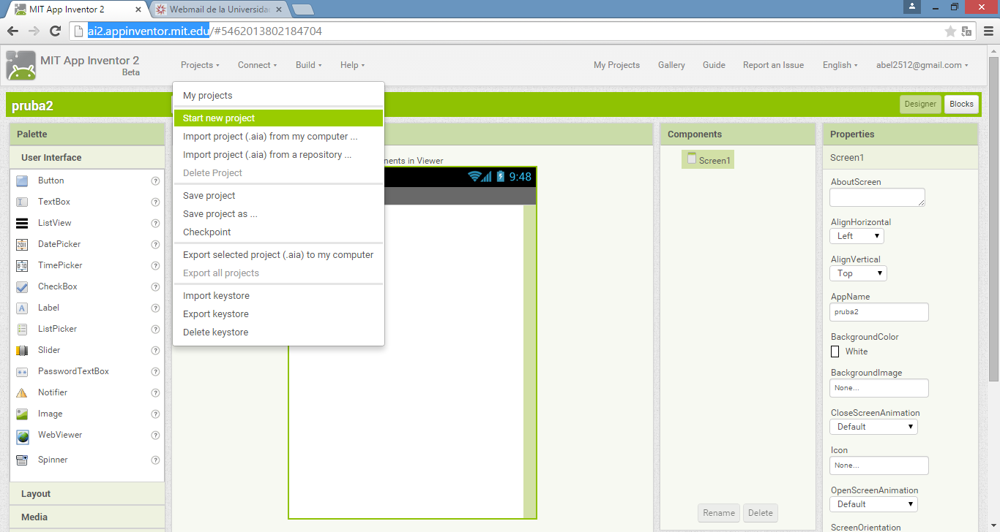 MIT App Inventor 2
Webmail de la Universida
ai2.appinventor.mit.edu/#5462013802184704
MIT App Inventor 2
Beta
Projects
Connect
Build
Help
My Projects
Gallery
Guide
Report an Issue
English
abel2512@gmail.com
pruba2
Designer
Blocks
My projects
Start new project
Import project (.aia) from my computer ...
Import project (.aia) from a repository ...
Delete Project
Save project
Save project as ...
Checkpoint
Export selected project (.aia) to my computer
Export all projects
Import keystore
Export keystore
Delete keystore
Palette
User Interface
Button
TextBox
ListView
DatePicker
TimePicker
CheckBox
Label
ListPicker
Slider
PasswordTextBox
Notifier
Image
WebViewer
Spinner
Layout
Media
nents in Viewer
9:48
Components
Screen1
Rename
Delete
Properties
Screen1
AboutScreen
AlignHorizontal
Left
AlignVertical
Top
AppName
pruba2
BackgroundColor
White
BackgroundImage
None...
CloseScreenAnimation
Default
Icon
None...
OpenScreenAnimation
Default
ScreenOrientation